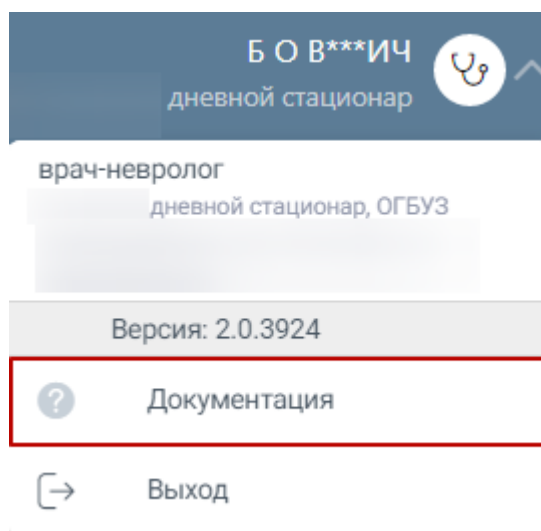 Б О В***ИЧ
дневной стационар
врач-невролог
дневной стационар, ОГБУЗ
Версия: 2.0.3924
Документация
Выход